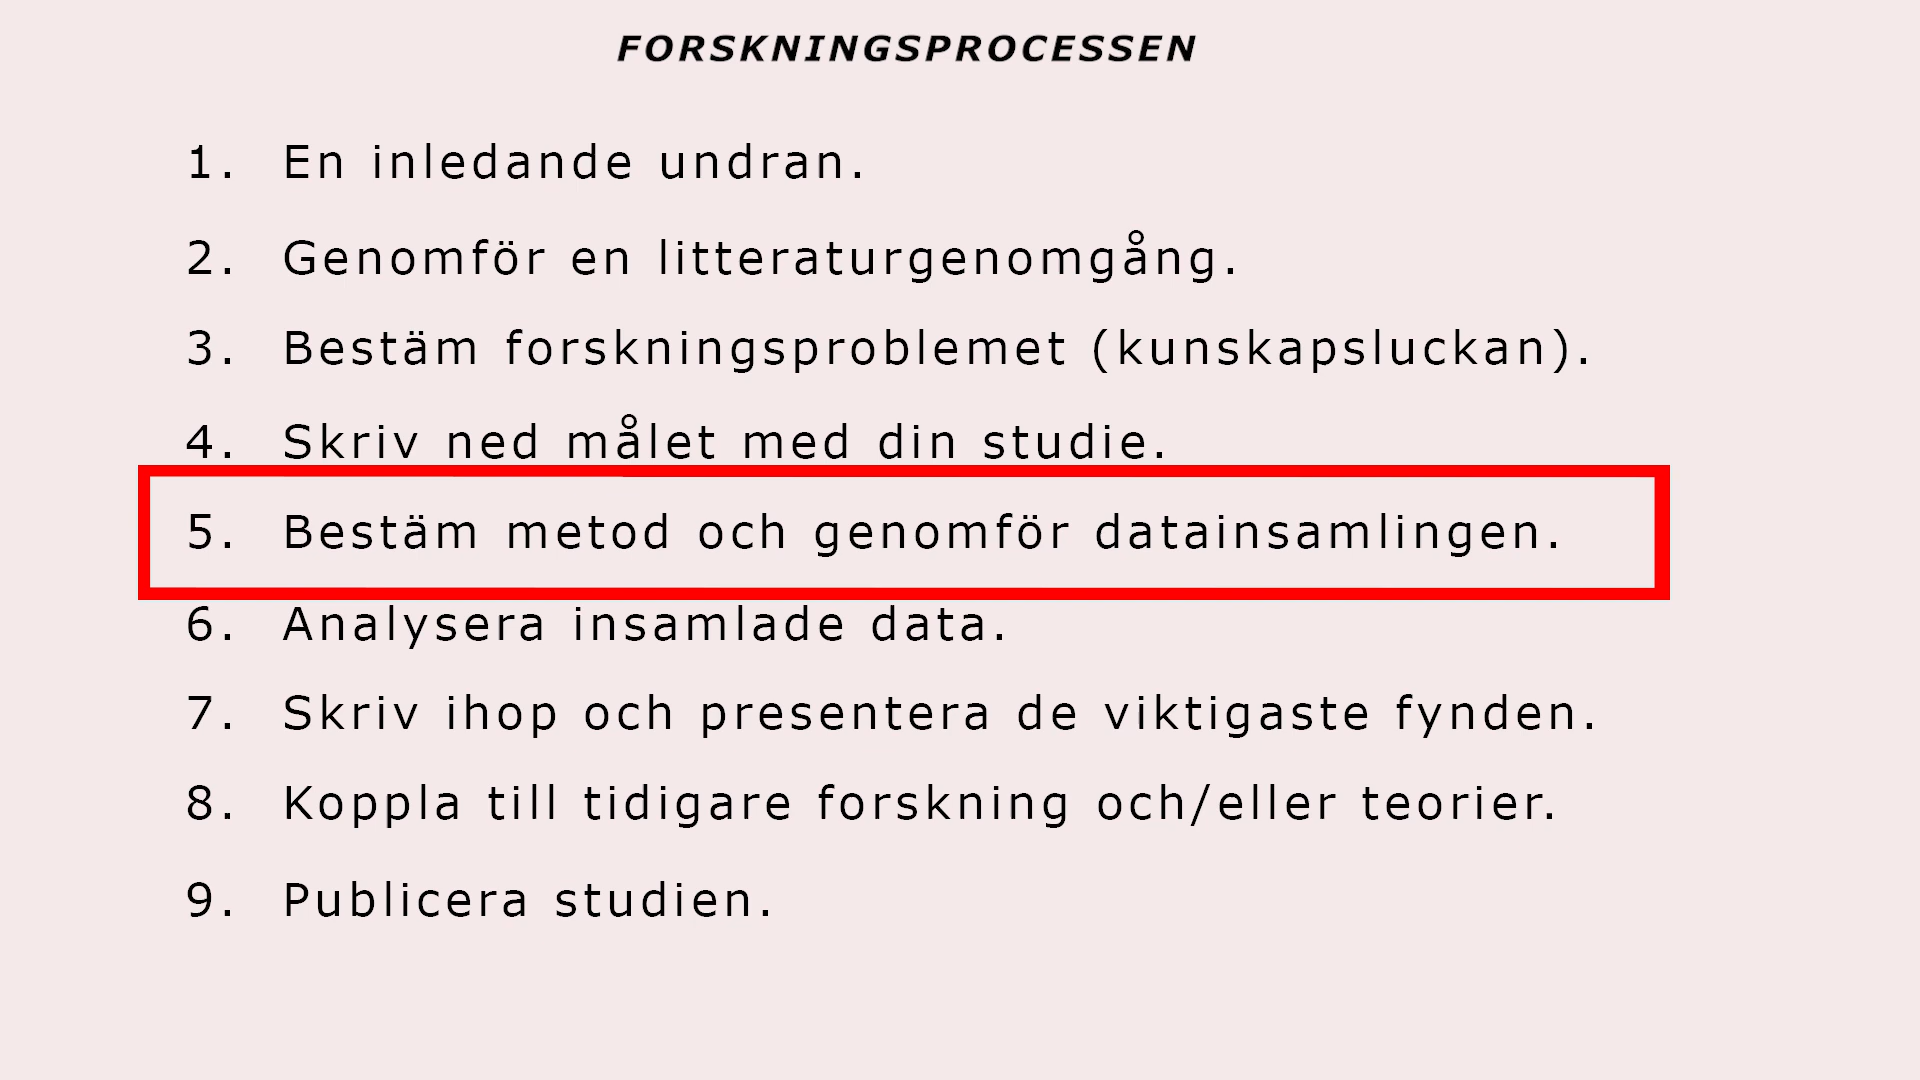 FORSKNINGSPROCESSEN
1. En inledande undran.
2. Genomför en litteraturgenomgång.
3. Bestäm forskningsproblemet (kunskapsluckan).
4. Skriv ned målet med din studie.
5. Bestäm metod och genomför datainsamlingen.
6. Analysera insamlade data.
7. Skriv ihop och presentera de viktigaste fynden.
8. Koppla till tidigare forskning och/eller teorier.
9. Publicera studien.